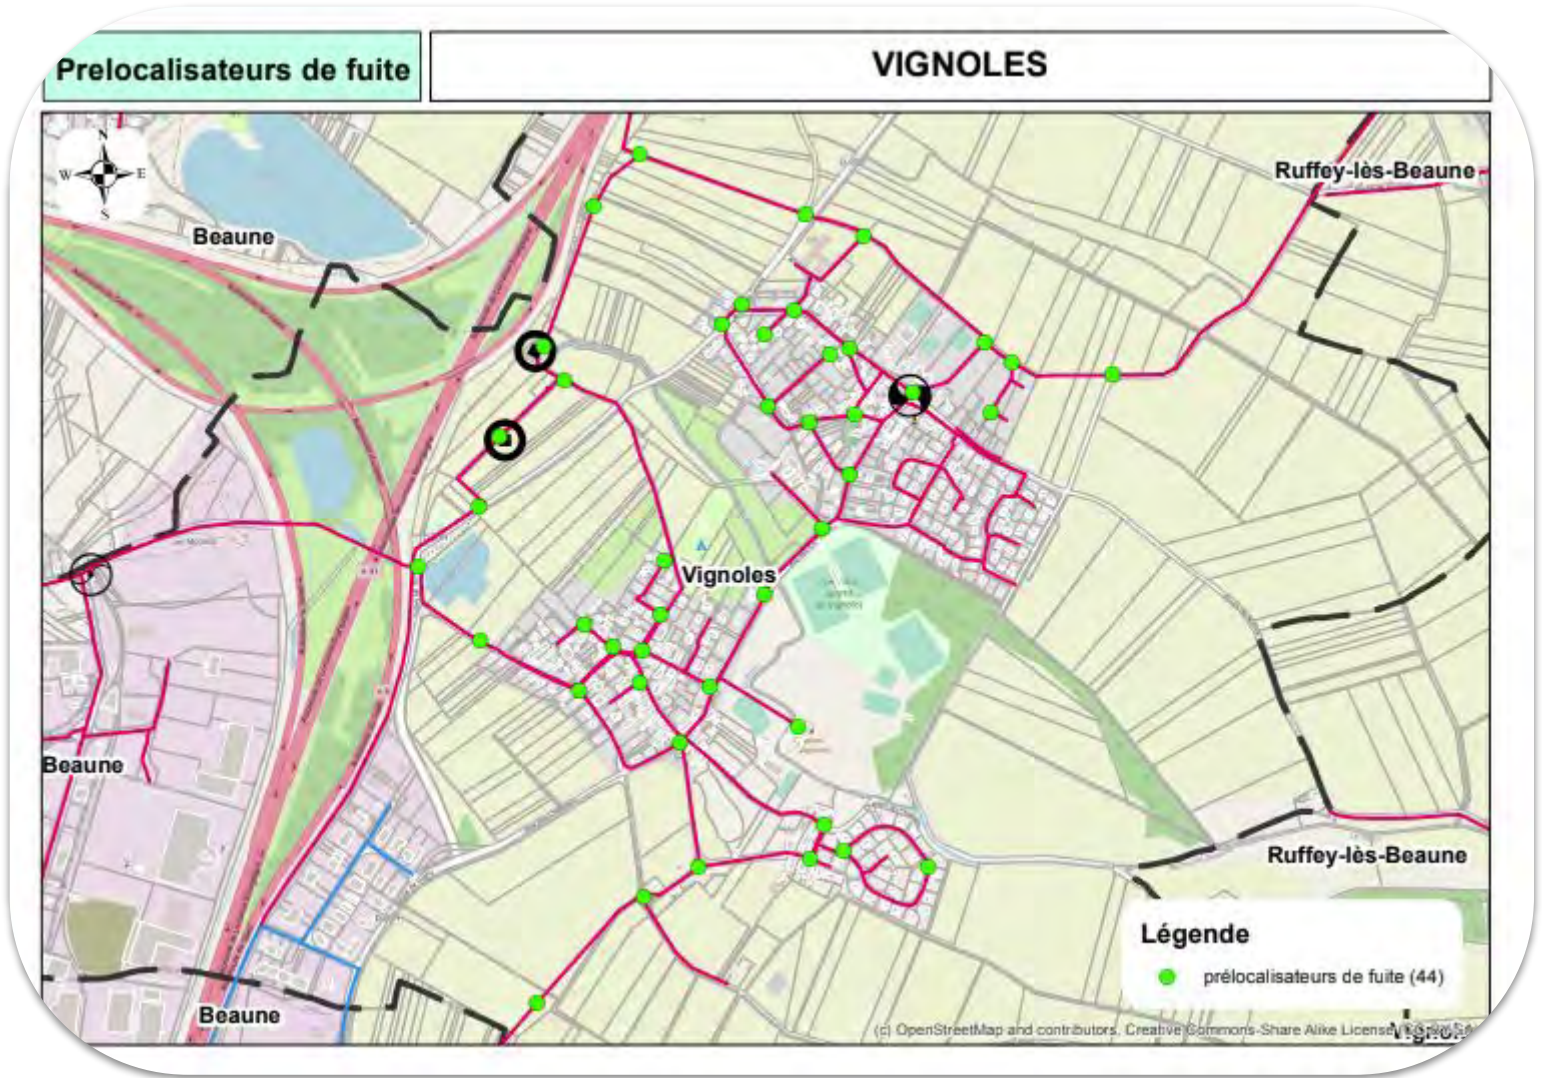 Prelocalisateurs de fuite
VIGNOLES
N
W E
S
Ruffey-lès-Beaune
Beaune
Vignoles
Beaune
Ruffey-lès-Beaune
Légende
prélocalisateurs de fuite (44)
Beaune
(c) OpenStreetMap and contributors, Creative Commons-Share Alike License